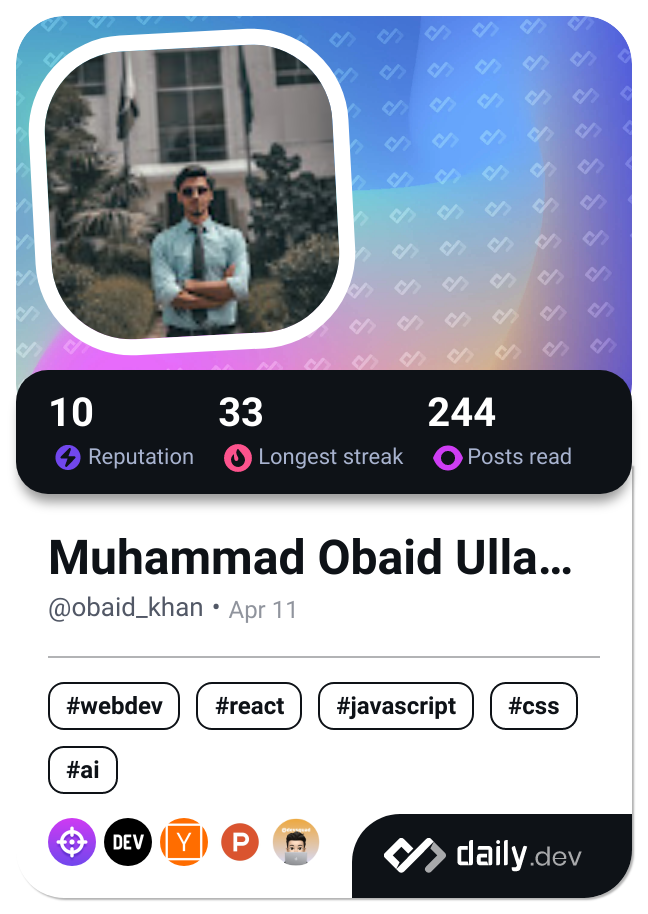 10 33 244
Reputation Longest streak Posts read
Muhammad Obaid Ulla...
@obaid_khan • Apr 11
#webdev #react #javascript #css
#ai
DEV Y P
daily.dev